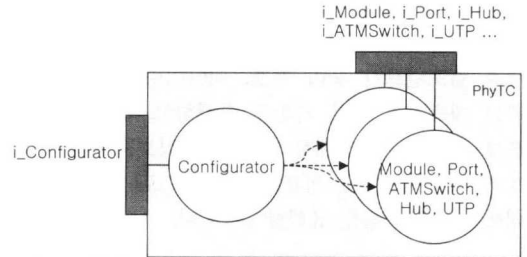 i_Module, i_Port, i_Hub,
i_ATMSwitch, i_UTP ...
PhyTC
i_Configurator
Configurator
Module, Port,
ATMSwitch,
Hub, UTP